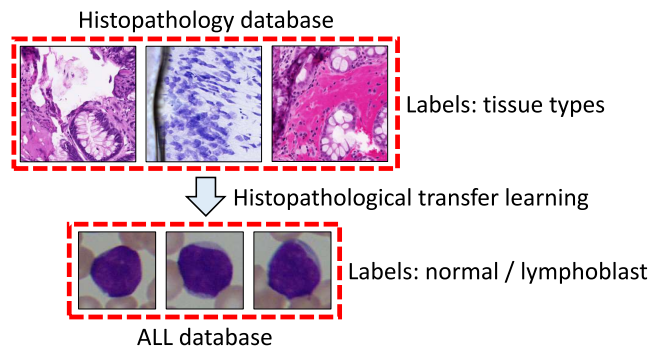 Histopathology database
Labels: tissue types
Histopathological transfer learning
Labels: normal / lymphoblast
ALL database